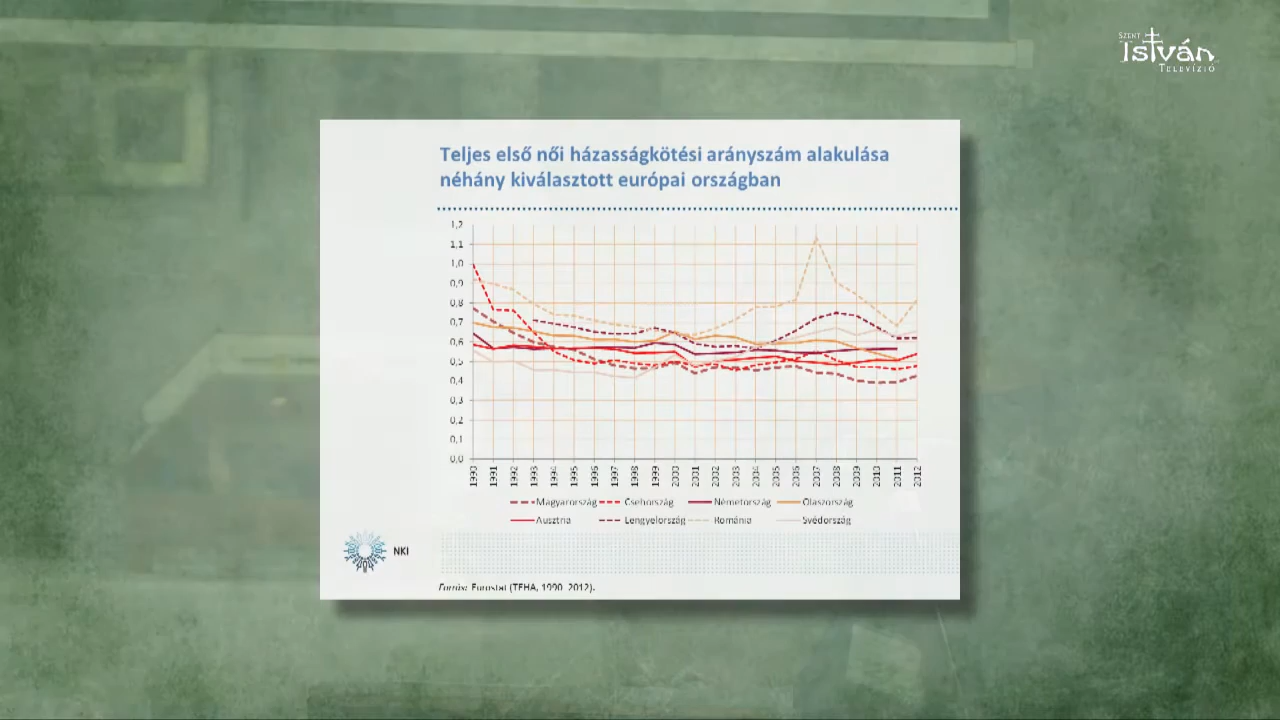 Szent
István
Televízió
Teljes első női házasságkötési arányszám alakulása
néhány kiválasztott európai országban
1,2
1,1
1,0
0,9
0,8
0,7
0,6
0,5
0,4
0,3
0,2
0,1
0,0
1990 1991 1992 1993 1994 1995 1996 1997 1998 1999 2000 2001 2002 2003 2004 2005 2006 2007 2008 2009 2010 2011 2012
Magyarország Csehország Németország Olaszország
Ausztria Lengyelország Románia Svédország
NKI
Forrás: Eurostat (TEHA, 1990–2012).